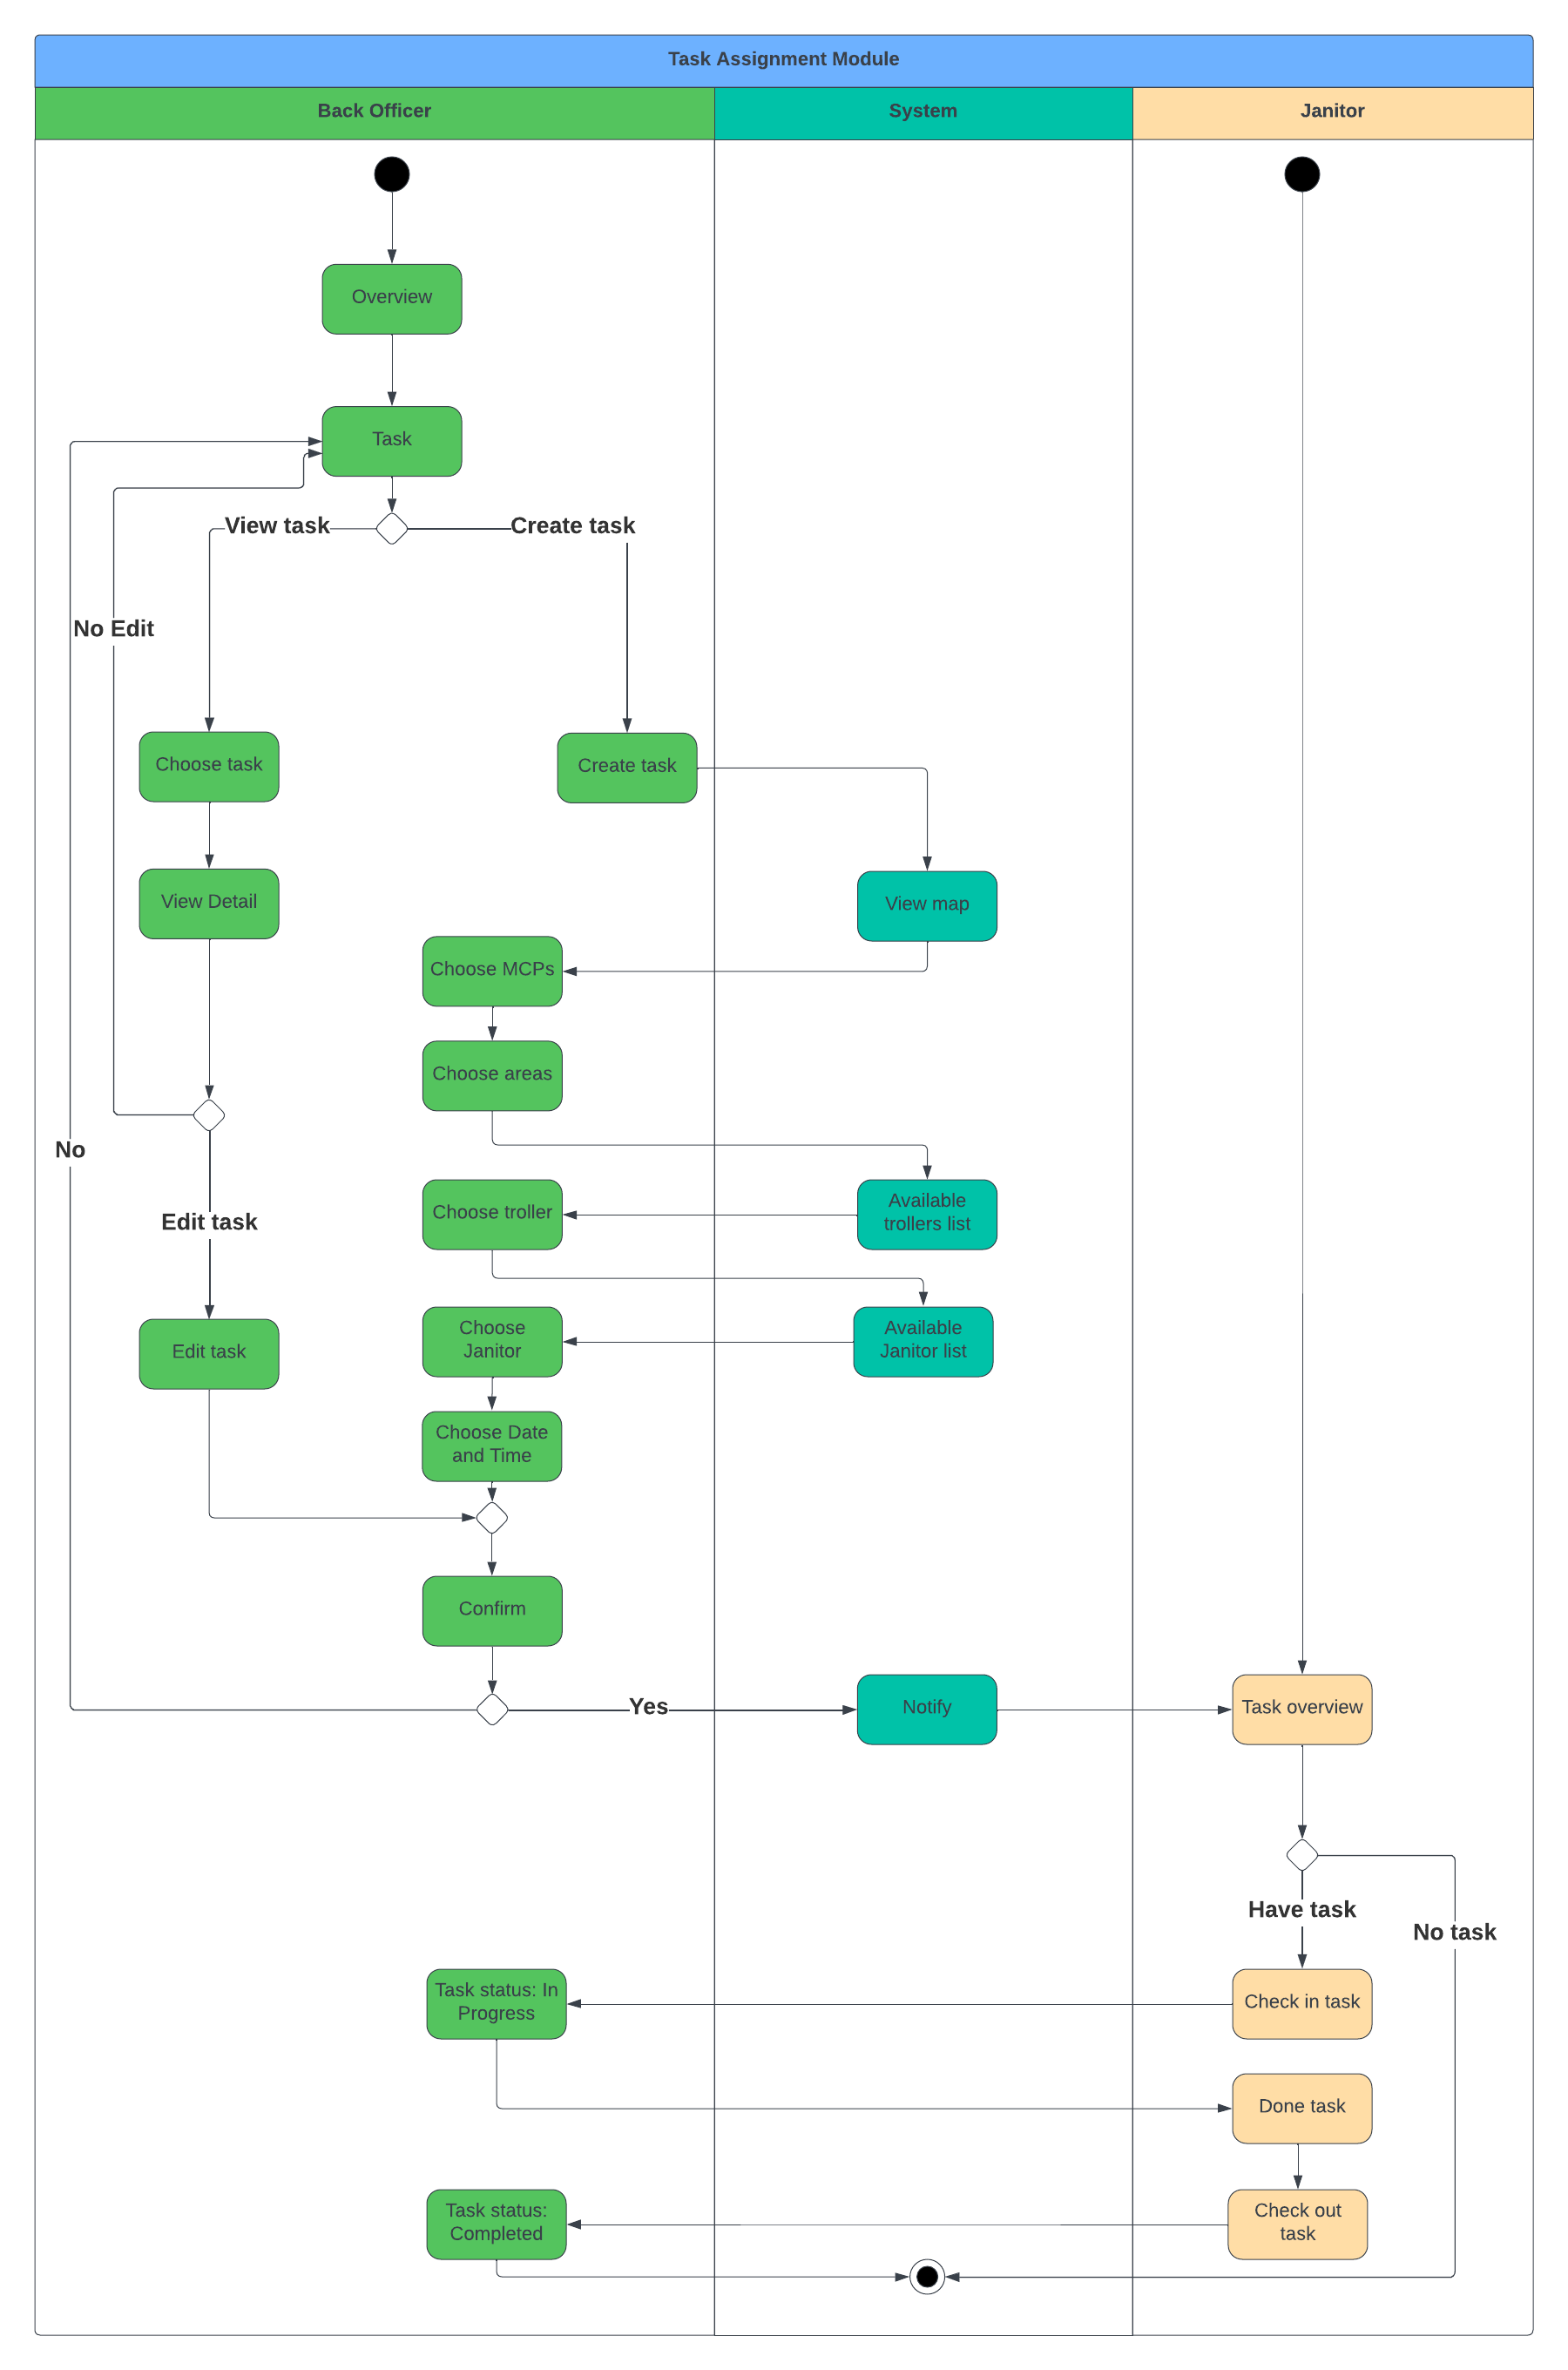 Task Assignment Module
Back Officer
System
Janitor
Overview
Task
View task
Create task
No Edit
Choose task
Create task
View Detail
View map
Choose MCPs
Choose areas
No
Edit task
Choose troller
Available
trollers list
Edit task
Choose
Janitor
Available
Janitor list
Choose Date
and Time
Confirm
Yes
Notify
Task overview
Have task
No task
Task status: In
Progress
Check in task
Done task
Task status:
Completed
Check out
task